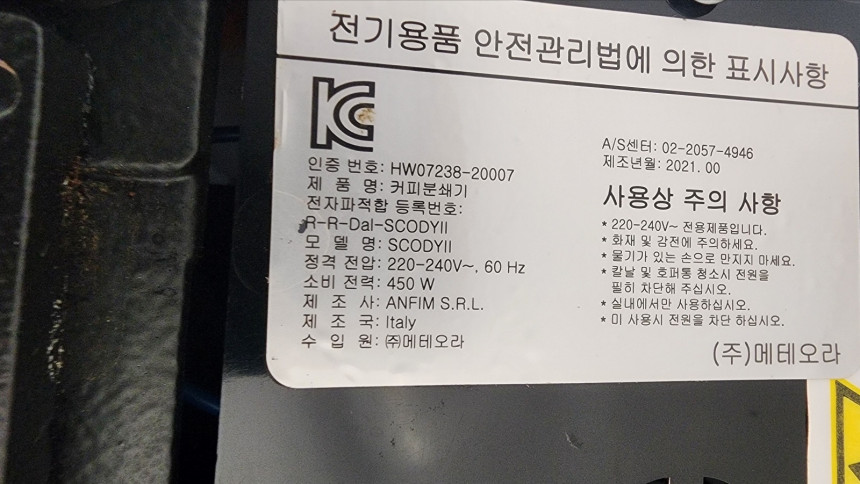 전기용품 안전관리법에 의한 표시사항
인증 번호: HW07238-20007
제 품 명: 커피분쇄기
전자파적합 등록번호:
R-R-Dal-SCODYII
모 델 명: SCODYII
정격 전압: 220-240V~, 60 Hz
소비 전력: 450 W
제 조 사: ANFIM S.R.L.
제 조 국: Italy
수 입 원: ㈜메테오라
A/S센터: 02-2057-4946
제조년월: 2021. 00
사용상 주의 사항
* 220-240V~ 전용제품입니다.
* 화재 및 감전에 주의하세요.
* 물기가 있는 손으로 만지지 마세요.
* 칼날 및 호퍼통 청소시 전원을
필히 차단해 주십시오.
* 실내에서만 사용하십시오.
* 미 사용시 전원을 차단 하십시오.
(주)메테오라